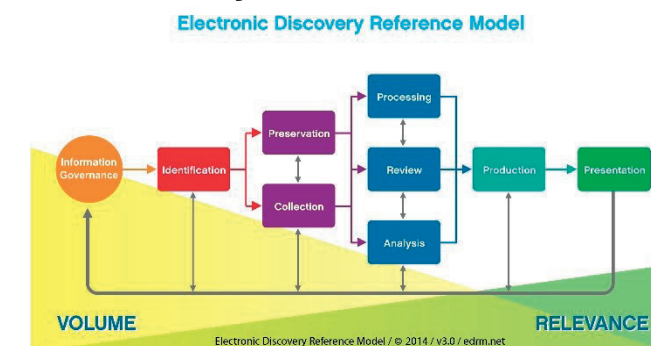 Electronic Discovery Reference Model
Processing
Preservation
Information
Governance
Identification
Review
Production
Presentation
Collection
Analysis
VOLUME
RELEVANCE
Electronic Discovery Reference Model / © 2014 / v3.0 / edrm.net